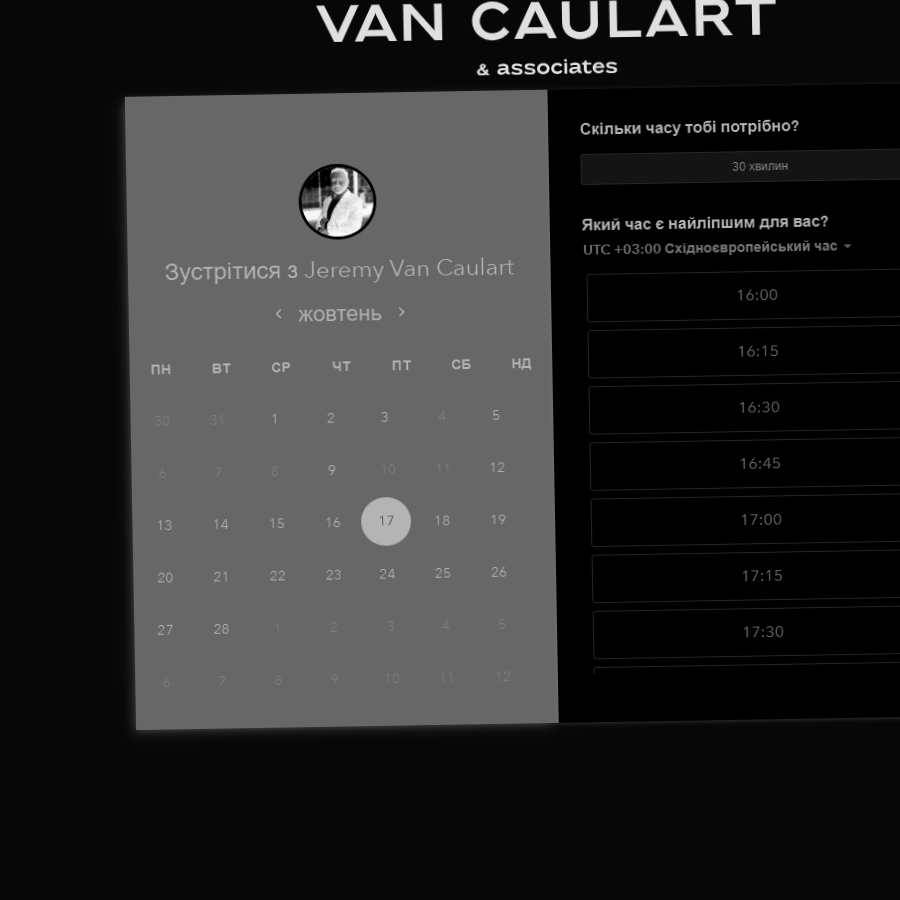 VAN CAULART
& associates
Зустрітися з Jeremy Van Caulart
жовтень
ПН ВТ СР ЧТ ПТ СБ НД
30 31 1 2 3 4 5
6 7 8 9 10 11 12
13 14 15 16 17 18 19
20 21 22 23 24 25 26
27 28 1 2 3 4 5
6 7 8 9 10 11 12
Скільки часу тобі потрібно?
30 хвилин
Який час є найліпшим для вас?
UTC +03:00 Східноєвропейський час
16:00
16:15
16:30
16:45
17:00
17:15
17:30